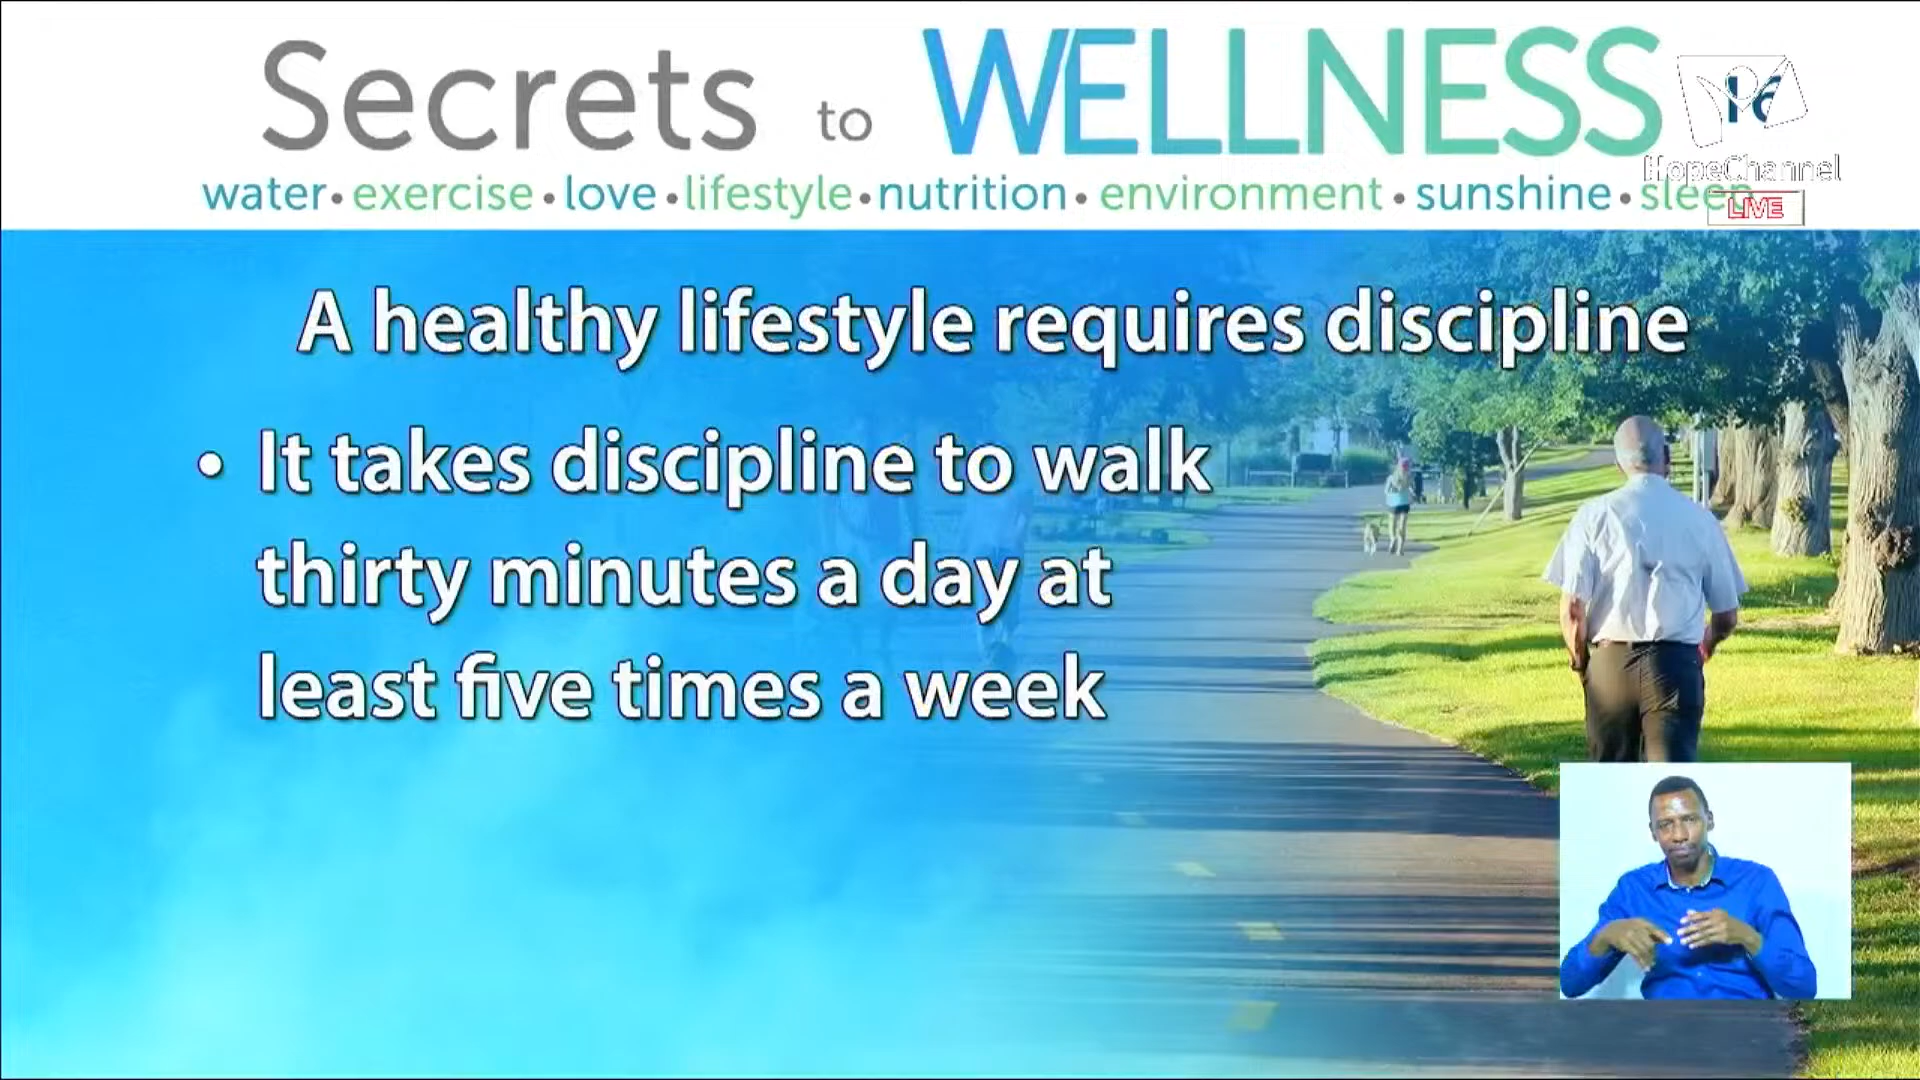 Secrets to WELLNESS
HopeChannel
water • exercise • love • lifestyle • nutrition • environment • sunshine • sleep
LIVE
A healthy lifestyle requires discipline
• It takes discipline to walk
thirty minutes a day at
least five times a week